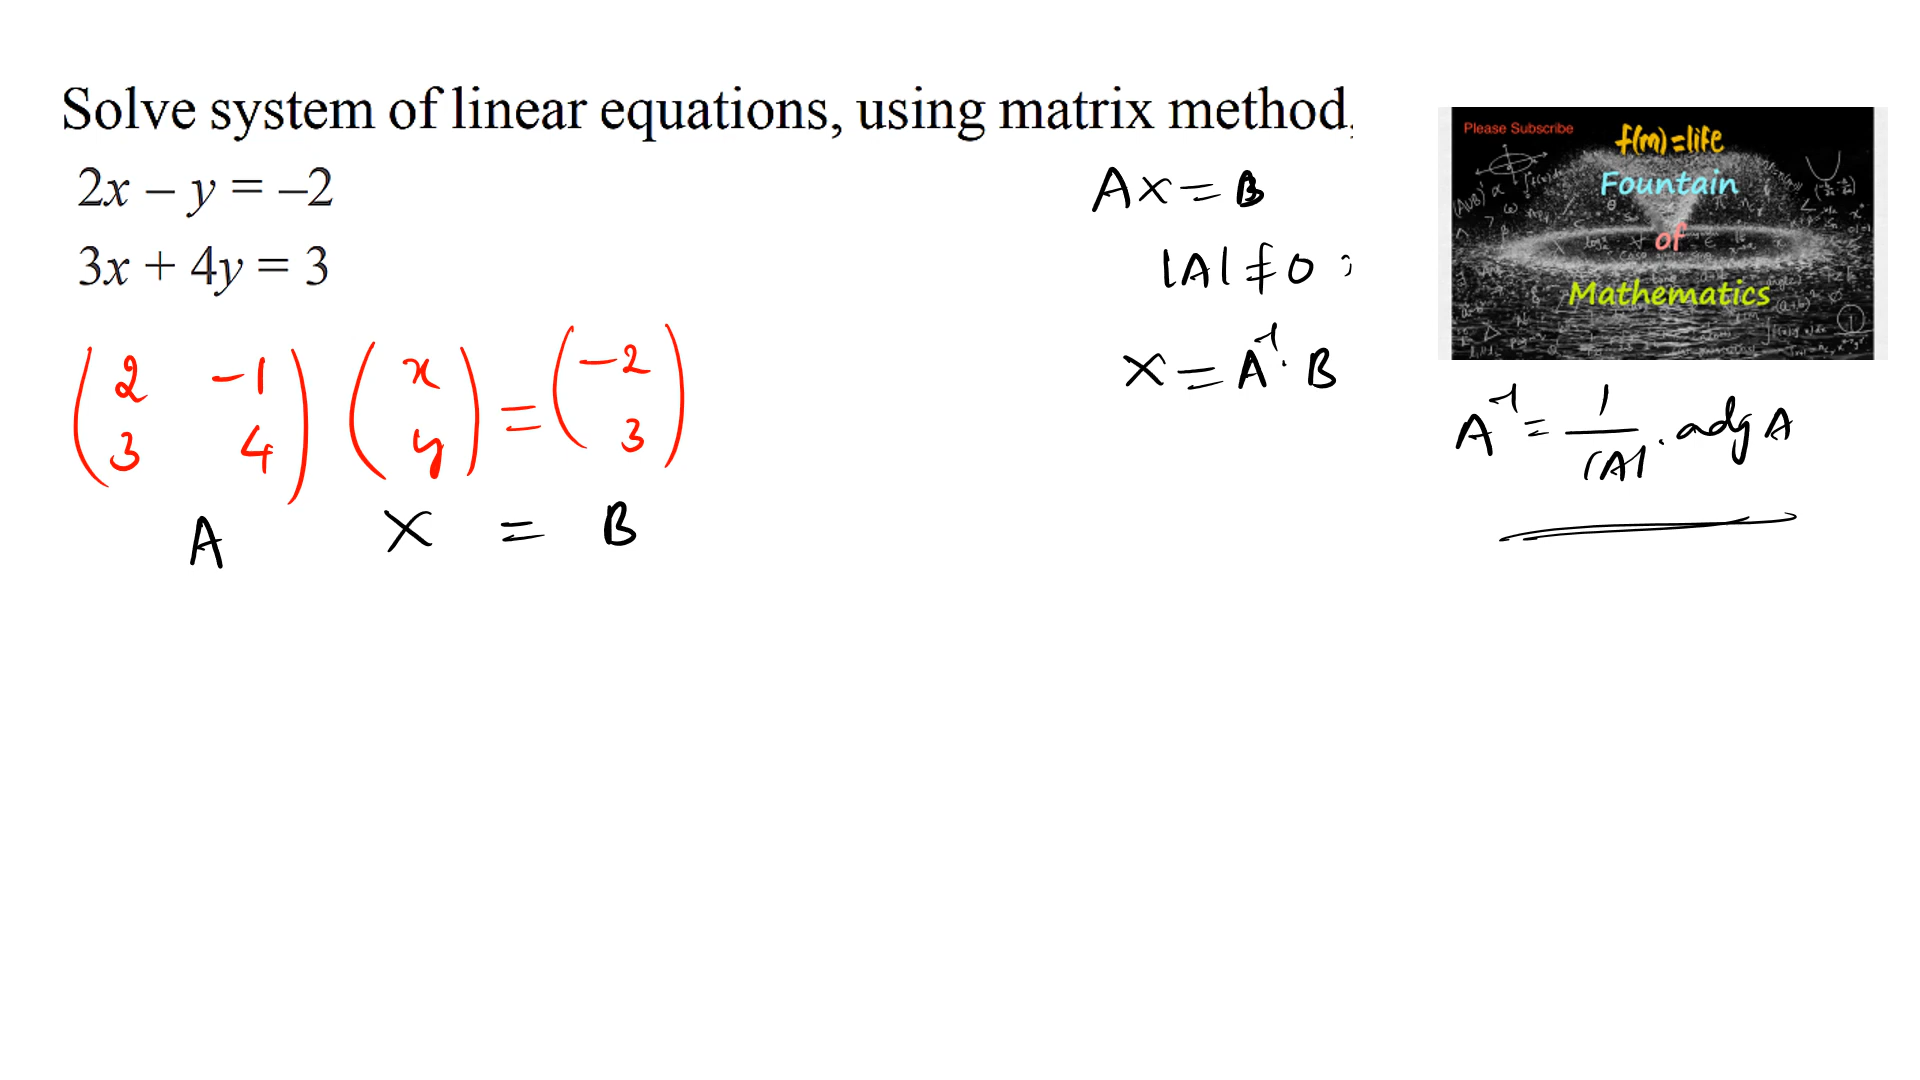 Solve system of linear equations, using matrix method,
2x – y = –2
3x + 4y = 3
Ax = B
|A| ≠ 0 ;
X = A⁻¹ . B
2 -1 x = -2
3 4 y 3
A X = B
Please Subscribe
f(m)=life
Fountain
of
Mathematics
A⁻¹ = 1 . adj A
|A|